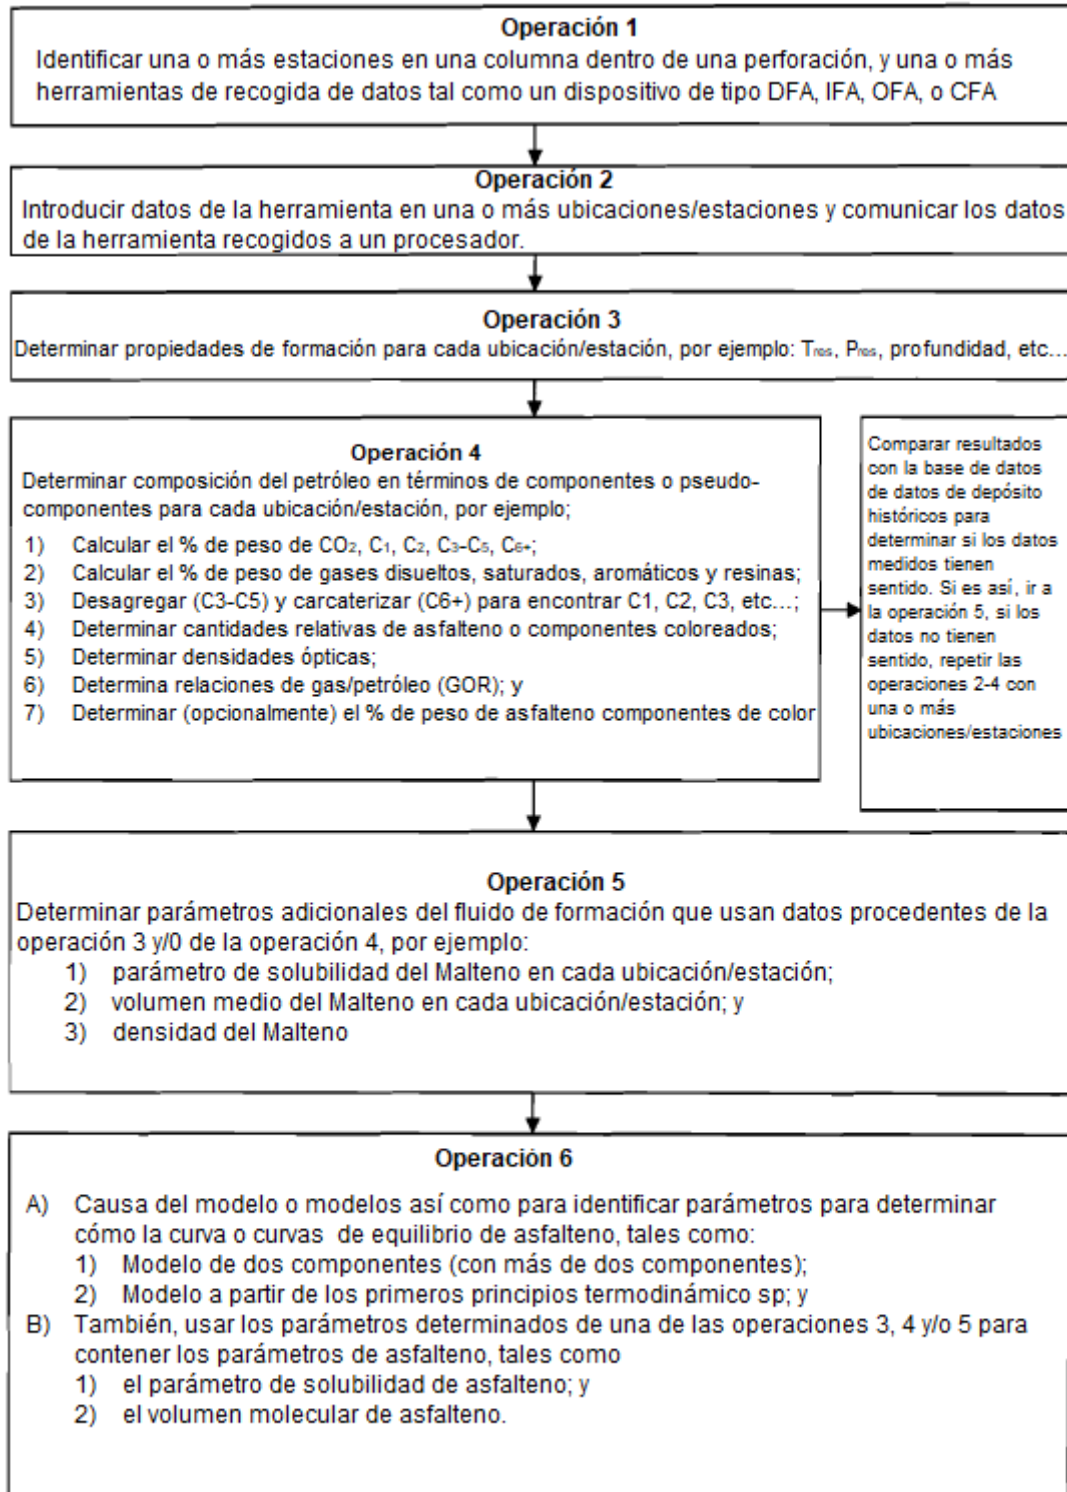 Operación 1
Identificar una o más estaciones en una columna dentro de una perforación, y una o más
herramientas de recogida de datos tal como un dispositivo de tipo DFA, IFA, OFA, o CFA
Operación 2
Introducir datos de la herramienta en una o más ubicaciones/estaciones y comunicar los datos
de la herramienta recogidos a un procesador.
Operación 3
Determinar propiedades de formación para cada ubicación/estación, por ejemplo: Tres, Pres, profundidad, etc...
Operación 4
Determinar composición del petróleo en términos de componentes o pseudo-
componentes para cada ubicación/estación, por ejemplo;
1) Calcular el % de peso de CO₂, C₁, C₂, C₃-C₅, C₆₊;
2) Calcular el % de peso de gases disueltos, saturados, aromáticos y resinas;
3) Desagregar (C3-C5) y carcaterizar (C6+) para encontrar C1, C2, C3, etc...;
4) Determinar cantidades relativas de asfalteno o componentes coloreados;
5) Determinar densidades ópticas;
6) Determina relaciones de gas/petróleo (GOR); y
7) Determinar (opcionalmente) el % de peso de asfalteno componentes de color
Comparar resultados
con la base de datos
de datos de depósito
históricos para
determinar si los datos
medidos tienen
sentido. Si es así, ir a
la operación 5, si los
datos no tienen
sentido, repetir las
operaciones 2-4 con
una o más
ubicaciones/estaciones
Operación 5
Determinar parámetros adicionales del fluido de formación que usan datos procedentes de la
operación 3 y/0 de la operación 4, por ejemplo:
1) parámetro de solubilidad del Malteno en cada ubicación/estación;
2) volumen medio del Malteno en cada ubicación/estación; y
3) densidad del Malteno
Operación 6
A) Causa del modelo o modelos así como para identificar parámetros para determinar
cómo la curva o curvas de equilibrio de asfalteno, tales como:
1) Modelo de dos componentes (con más de dos componentes);
2) Modelo a partir de los primeros principios termodinámico sp; y
B) También, usar los parámetros determinados de una de las operaciones 3, 4 y/o 5 para
contener los parámetros de asfalteno, tales como
1) el parámetro de solubilidad de asfalteno; y
2) el volumen molecular de asfalteno.